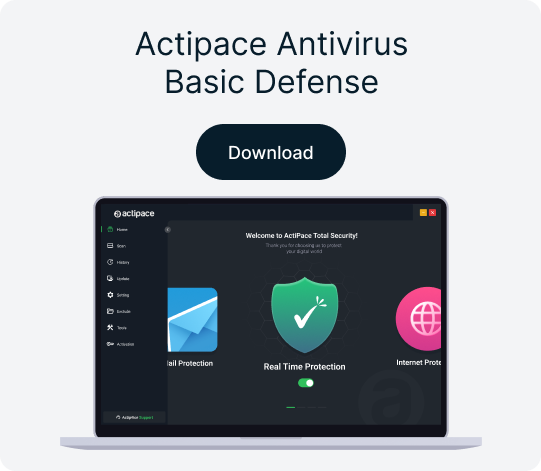 Actipace Antivirus
Basic Defense
Download
actipace
Home
Scan
History
Update
Setting
Exclude
Tools
Activation
ActipAce Support
Welcome to ActiPace Total Security!
Thank you for choosing us to protect
your digital world
ail Protection
Real Time Protection
Internet Prote